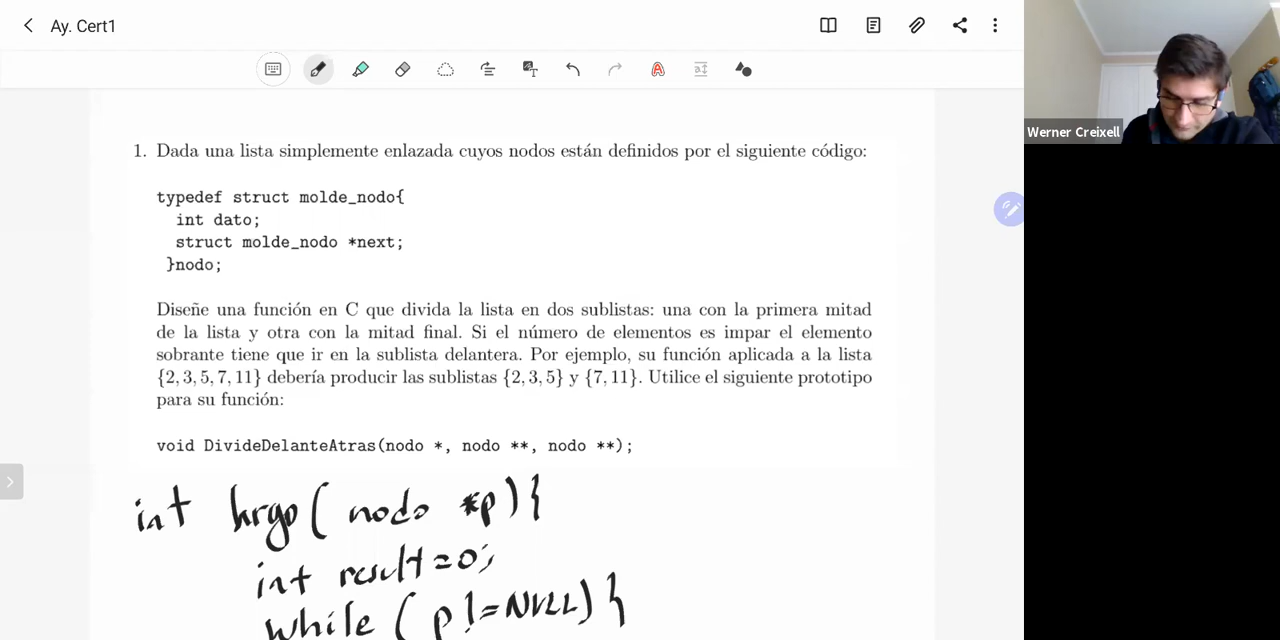 Ay. Cert1
Werner Creixell
1. Dada una lista simplemente enlazada cuyos nodos están definidos por el siguiente código:
typedef struct molde_nodo{
int dato;
struct molde_nodo *next;
}nodo;
Diseñe una función en C que divida la lista en dos sublistas: una con la primera mitad
de la lista y otra con la mitad final. Si el número de elementos es impar el elemento
sobrante tiene que ir en la sublista delantera. Por ejemplo, su función aplicada a la lista
{2, 3, 5, 7, 11} debería producir las sublistas {2, 3, 5} y {7, 11}. Utilice el siguiente prototipo
para su función:
void DivideDelanteAtras(nodo *, nodo **, nodo **);
int largo( nodo *p){
int result=0;
while ( p!=NULL){